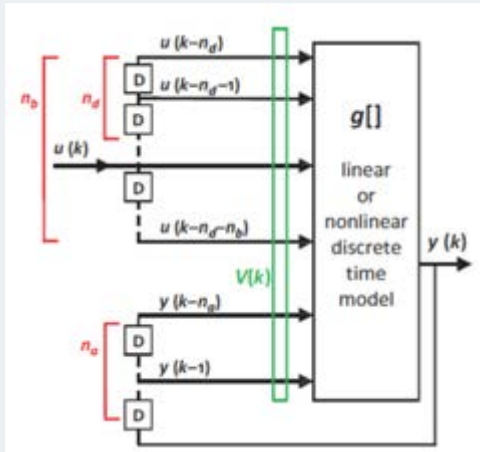 u (k–n_d)
D
u (k–n_d–1)
n_b
n_d
D
g[]
u (k)
linear
or
nonlinear
discrete
time
model
D
u (k–n_d–n_b)
y (k)
V(k)
y (k–n_a)
D
n_a
y (k–1)
D